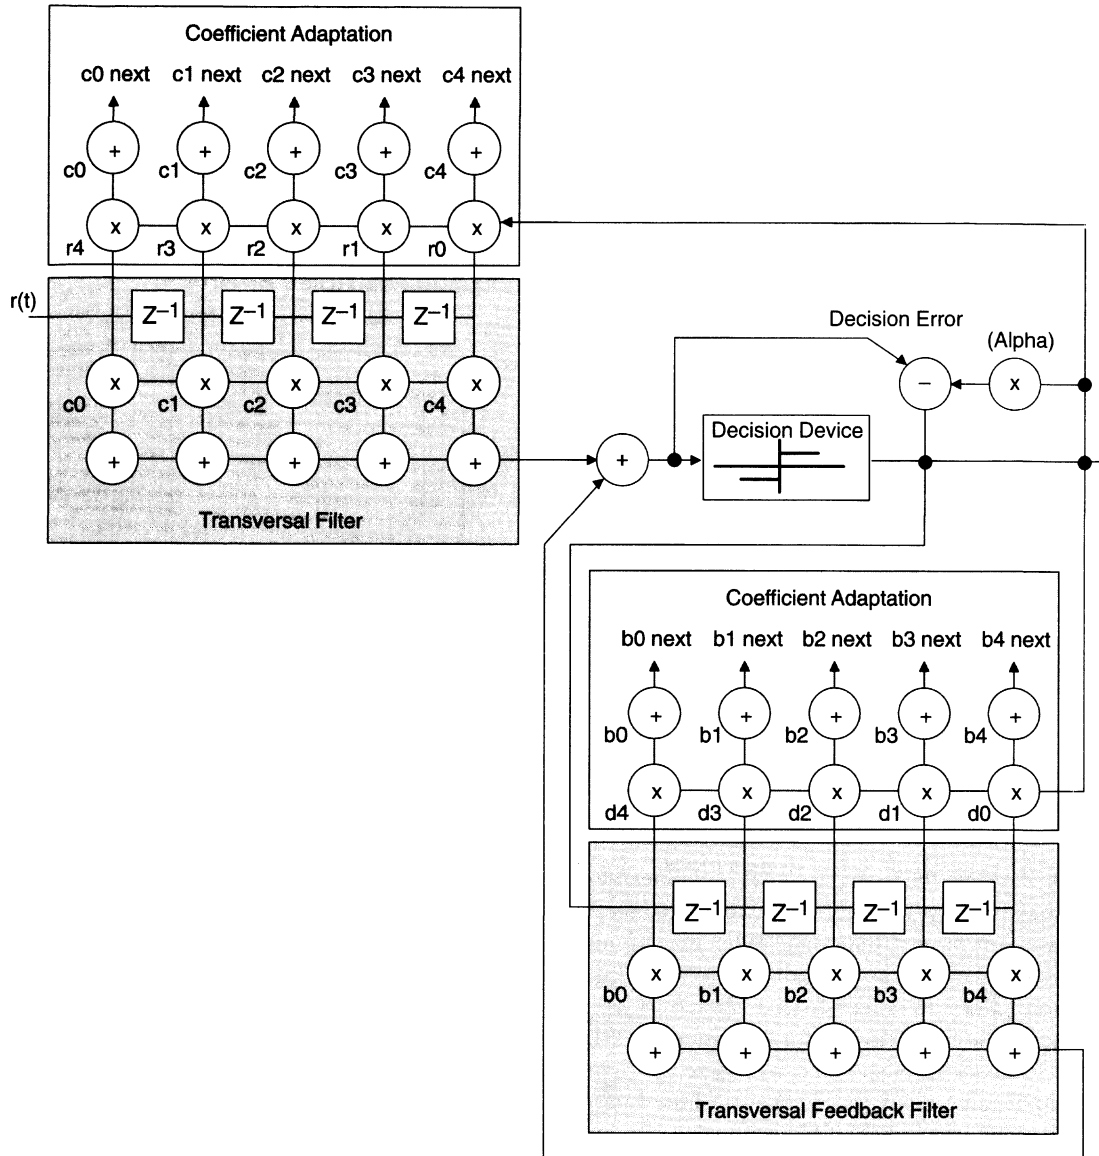 Coefficient Adaptation
c0 next c1 next c2 next c3 next c4 next
+ + + + +
c0 c1 c2 c3 c4
x x x x x
r4 r3 r2 r1 r0
r(t)
Z–1 Z–1 Z–1 Z–1
x x x x x
c0 c1 c2 c3 c4
+ + + + +
Transversal Filter
+
Decision Error
(Alpha)
– x
Decision Device
Coefficient Adaptation
b0 next b1 next b2 next b3 next b4 next
+ + + + +
b0 b1 b2 b3 b4
x x x x x
d4 d3 d2 d1 d0
Z–1 Z–1 Z–1 Z–1
x x x x x
b0 b1 b2 b3 b4
+ + + + +
Transversal Feedback Filter